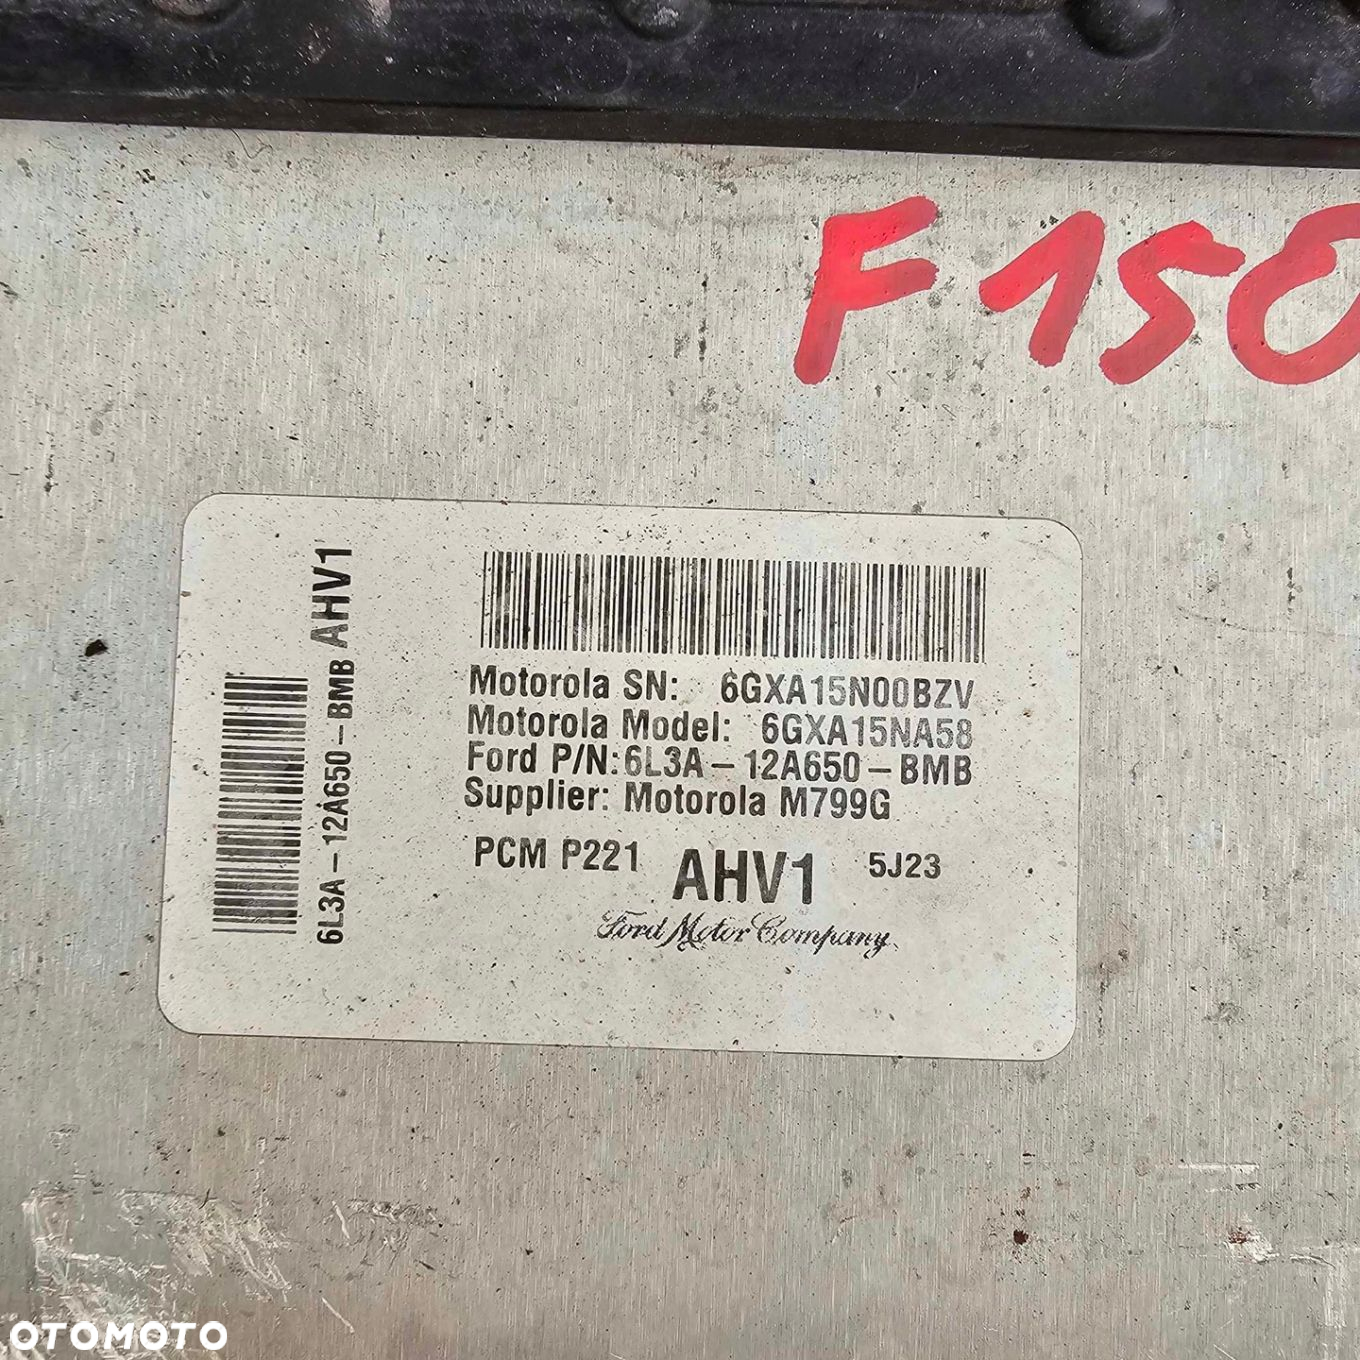 F150
6L3A-12A650-BMB AHV1
Motorola SN: 6GXA15N00BZV
Motorola Model: 6GXA15NA58
Ford P/N:6L3A-12A650-BMB
Supplier: Motorola M799G
PCM P221 AHV1 5J23
Ford Motor Company
OTOMOTO